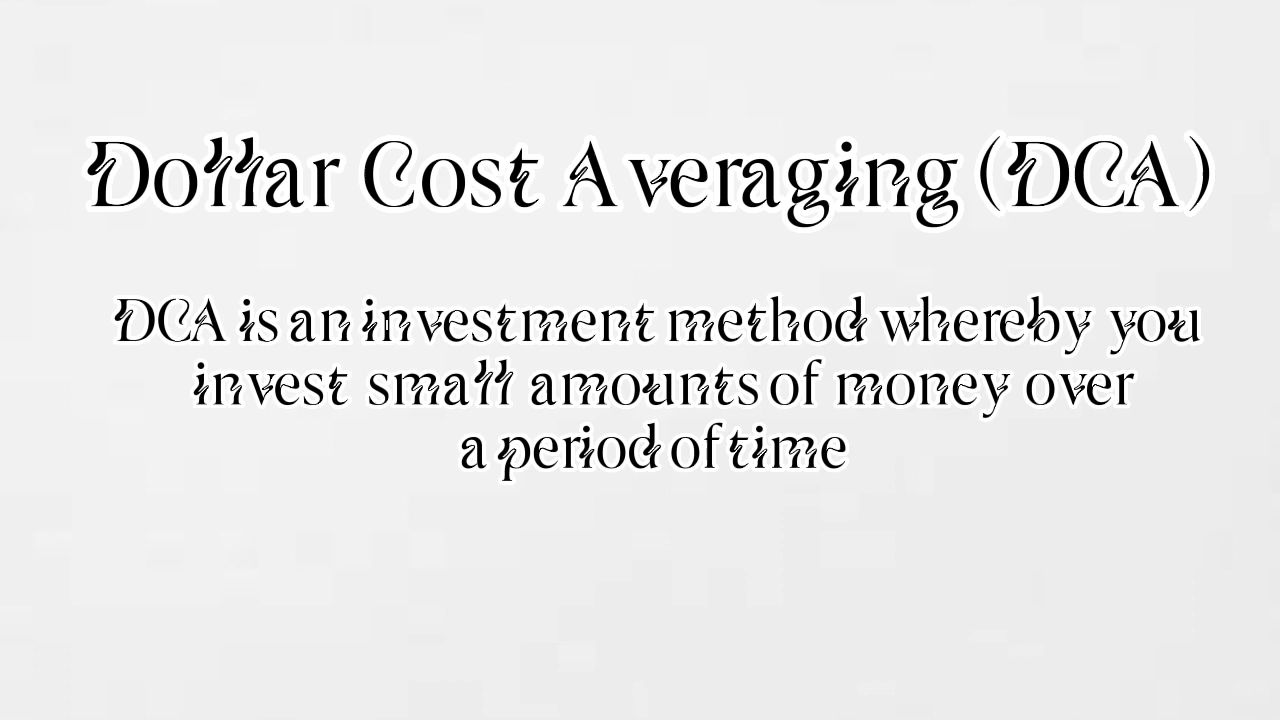 Dollar Cost Averaging (DCA)
DCA is an investment method whereby you
invest small amounts of money over
a period of time